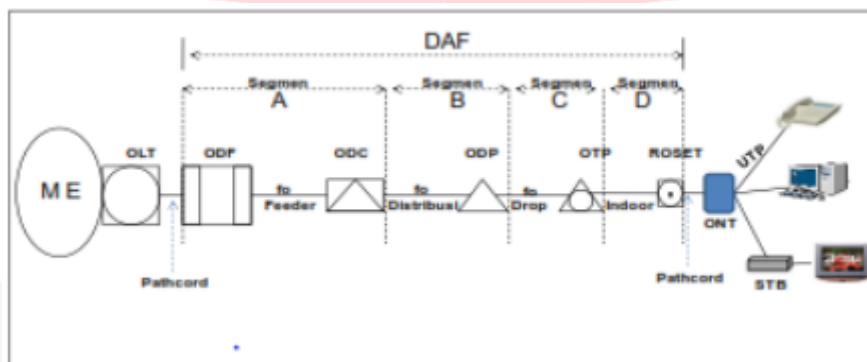 DAF
Segmen Segmen Segmen Segmen
A B C D
OLT ODF ODC ODP OTP ROSET
UTP
M E
fo Feeder
fo Distribusi
fo Drop
Indoor
ONT
Pathcord
Pathcord
STB